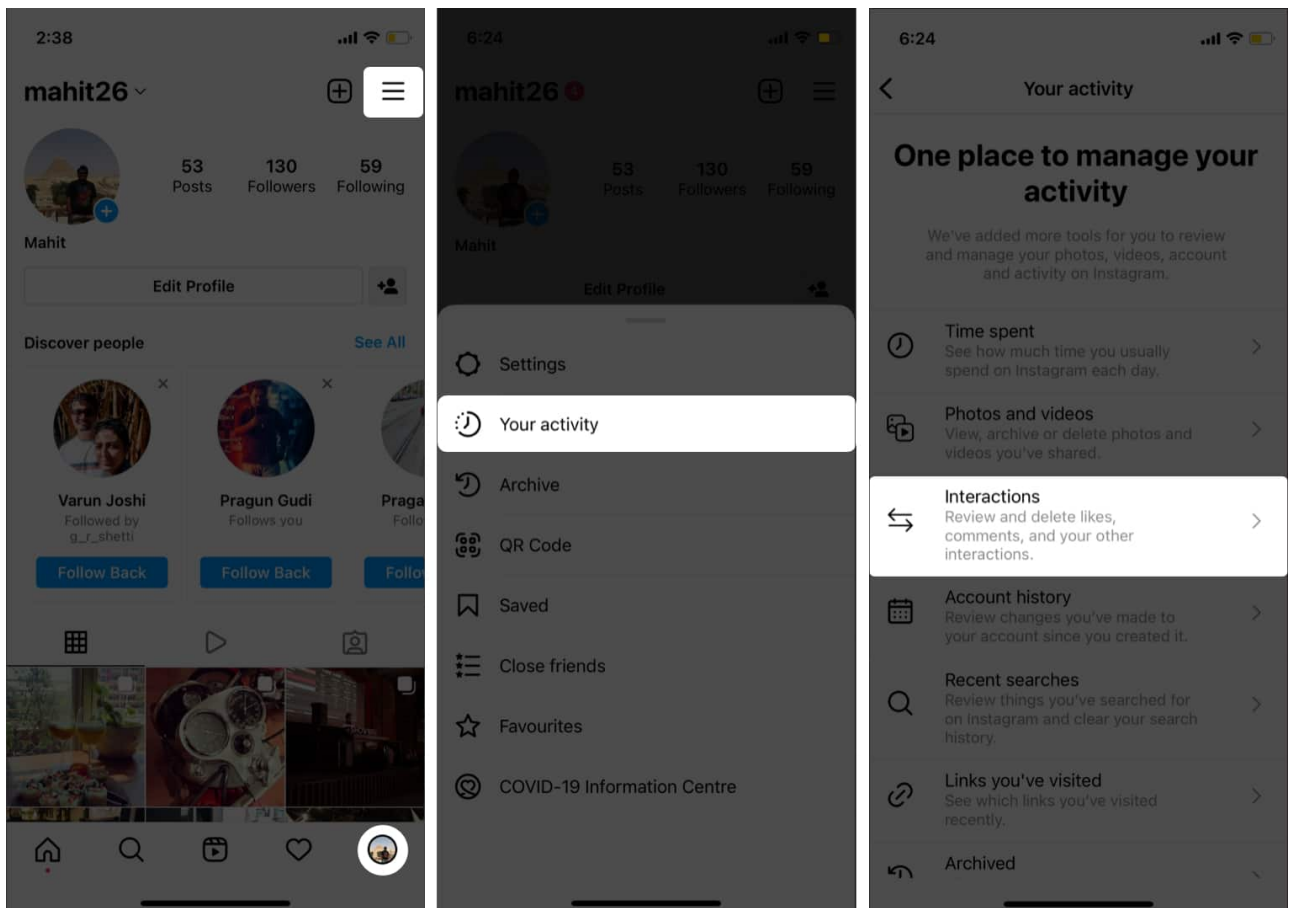 2:38
mahit26
53
130
59
Posts
Followers
Following
Mahit
Edit Profile
Discover people
See All
Varun Joshi
Followed by
g_r_shetti
Follow Back
Pragun Gudi
Follows you
Follow Back
Praga
Follo
Follo
6:24
mahit26
53
130
59
Posts
Followers
Following
Mahit
Edit Profile
Settings
Your activity
Archive
QR Code
Saved
Close friends
Favourites
COVID-19 Information Centre
6:24
Your activity
One place to manage your
activity
We've added more tools for you to review
and manage your photos, videos, account
and activity on Instagram.
Time spent
See how much time you usually
spend on Instagram each day.
Photos and videos
View, archive or delete photos and
videos you've shared.
Interactions
Review and delete likes,
comments, and your other
interactions.
Account history
Review changes you've made to
your account since you created it.
Recent searches
Review things you've searched for
on Instagram and clear your search
history.
Links you've visited
See which links you've visited
recently.
Archived